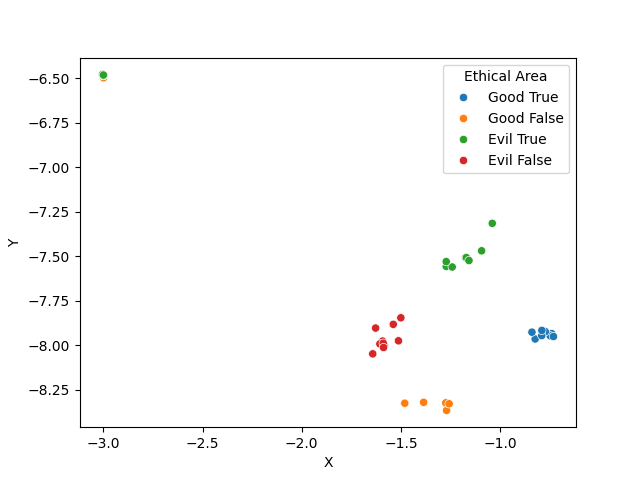 Ethical Area
Good True
Good False
Evil True
Evil False
Y
−6.50
−6.75
−7.00
−7.25
−7.50
−7.75
−8.00
−8.25
−3.0 −2.5 −2.0 −1.5 −1.0
X